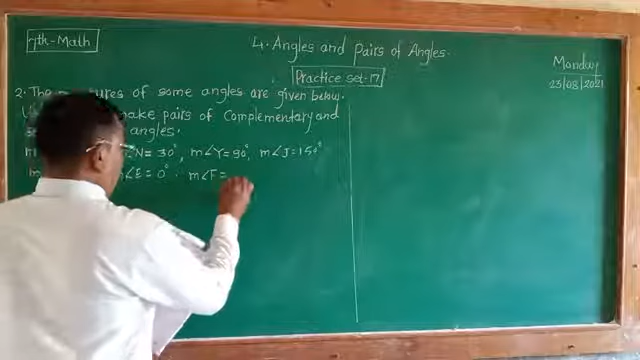 7th-Math
4. Angles and Pairs of Angles.
Practice set-17
Monday
23/08/2021
2. The measures of some angles are given below.
make pairs of Complementary and
angles.
N = 30°, m∠Y = 90°, m∠J = 150°
m∠E = 0°. m∠F =